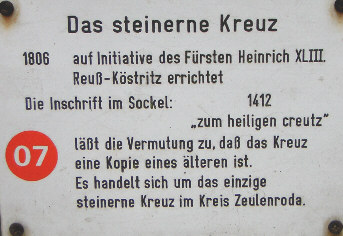 Das steinerne Kreuz
1806 auf Initiative des Fürsten Heinrich XLIII.
Reuß-Köstritz errichtet
Die Inschrift im Sockel: 1412
„zum heiligen creutz"
07
läßt die Vermutung zu, daß das Kreuz
eine Kopie eines älteren ist.
Es handelt sich um das einzige
steinerne Kreuz im Kreis Zeulenroda.